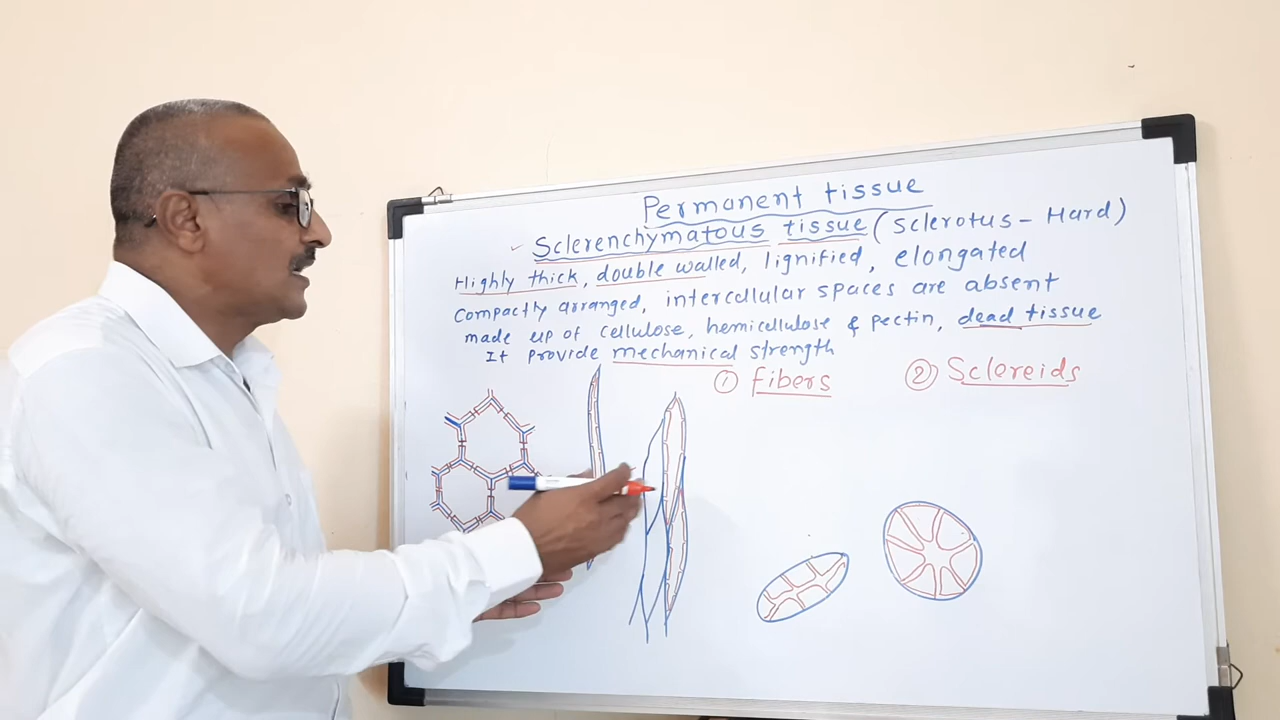 Permanent tissue
Sclerenchymatous tissue (Sclerotus - Hard)
Highly thick, double walled, lignified, elongated
compactly arranged, intercellular spaces are absent
made up of cellulose, hemicellulose & pectin, dead tissue
It provide mechanical strength
① Fibers ② Sclereids